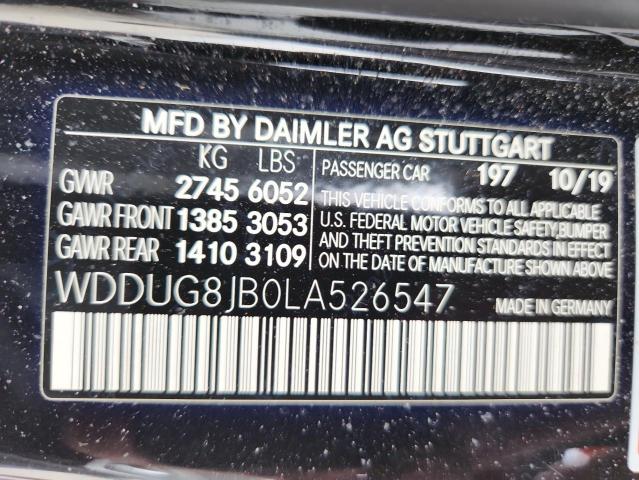 MFD BY DAIMLER AG STUTTGART
KG LBS
GVWR 2745 6052
GAWR FRONT 1385 3053
GAWR REAR 1410 3109
PASSENGER CAR 197 10/19
THIS VEHICLE CONFORMS TO ALL APPLICABLE
U.S. FEDERAL MOTOR VEHICLE SAFETY,BUMPER
AND THEFT PREVENTION STANDARDS IN EFFECT
ON THE DATE OF MANUFACTURE SHOWN ABOVE.
WDDUG8JB0LA526547
MADE IN GERMANY